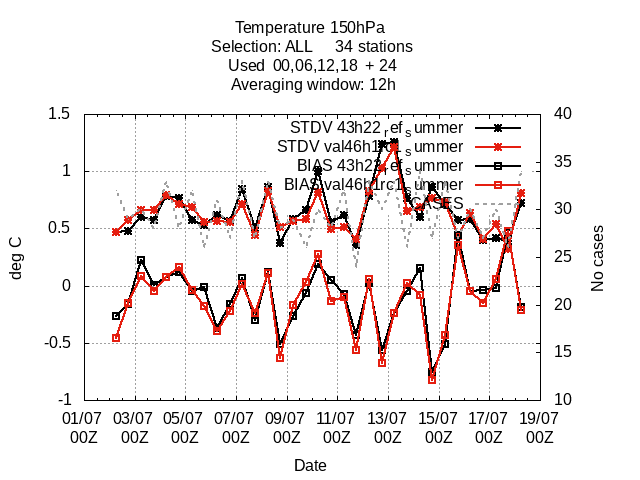 Temperature 150hPa
Selection: ALL 34 stations
Used 00,06,12,18 + 24
Averaging window: 12h
STDV 43h22_ref_summer
STDV val46h1rc1_summer
BIAS 43h22_ref_summer
BIAS val46h1rc1_summer
CASES
1.5
1
0.5
0
-0.5
-1
40
35
30
25
20
15
10
deg C
No cases
01/07 03/07 05/07 07/07 09/07 11/07 13/07 15/07 17/07 19/07
00Z 00Z 00Z 00Z 00Z 00Z 00Z 00Z 00Z 00Z
Date